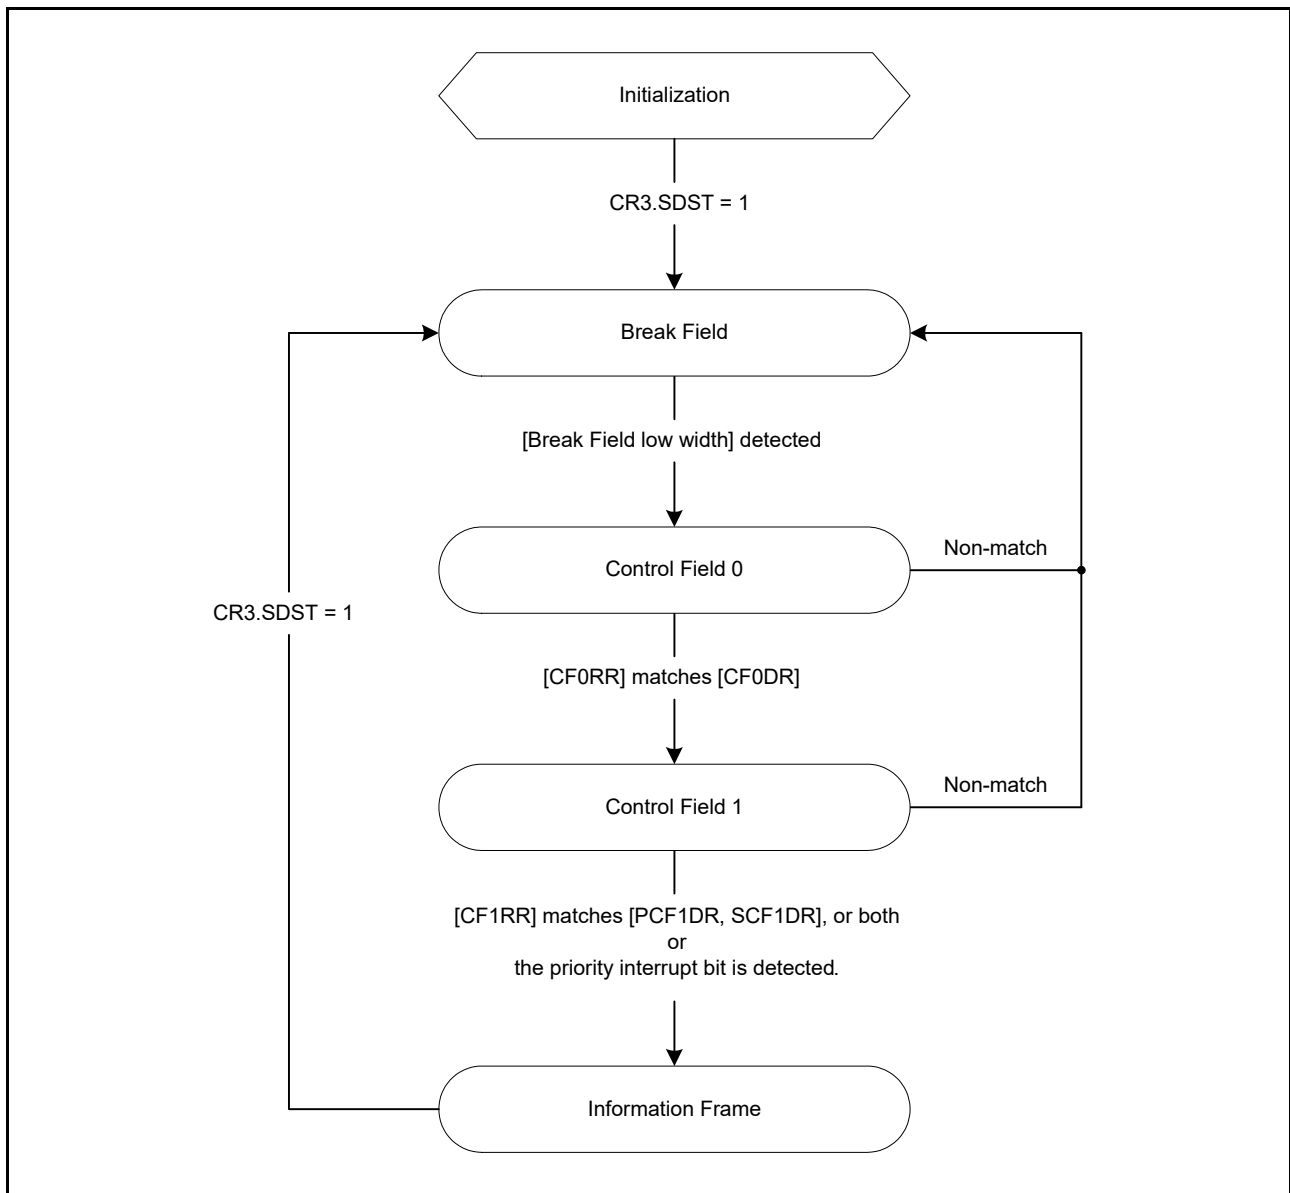 Initialization
CR3.SDST = 1
Break Field
[Break Field low width] detected
Control Field 0
Non-match
CR3.SDST = 1
[CF0RR] matches [CF0DR]
Control Field 1
Non-match
[CF1RR] matches [PCF1DR, SCF1DR], or both
or
the priority interrupt bit is detected.
Information Frame